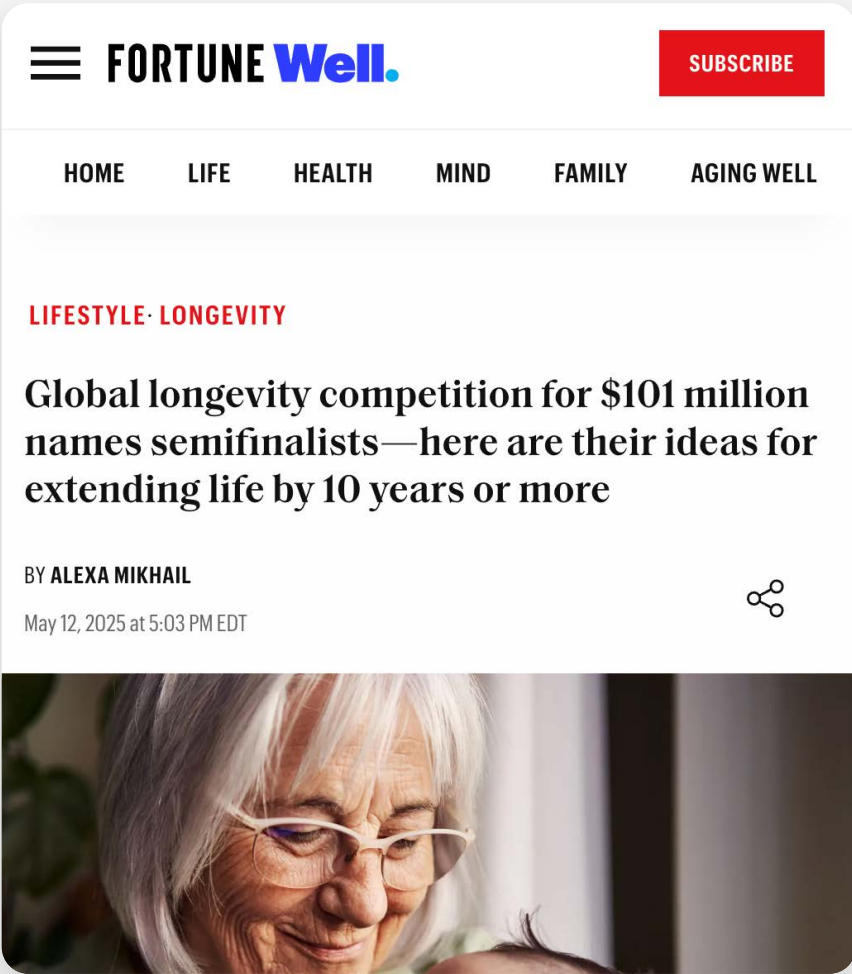 FORTUNE Well.
SUBSCRIBE
HOME LIFE HEALTH MIND FAMILY AGING WELL
LIFESTYLE· LONGEVITY
Global longevity competition for $101 million
names semifinalists—here are their ideas for
extending life by 10 years or more
BY ALEXA MIKHAIL
May 12, 2025 at 5:03 PM EDT